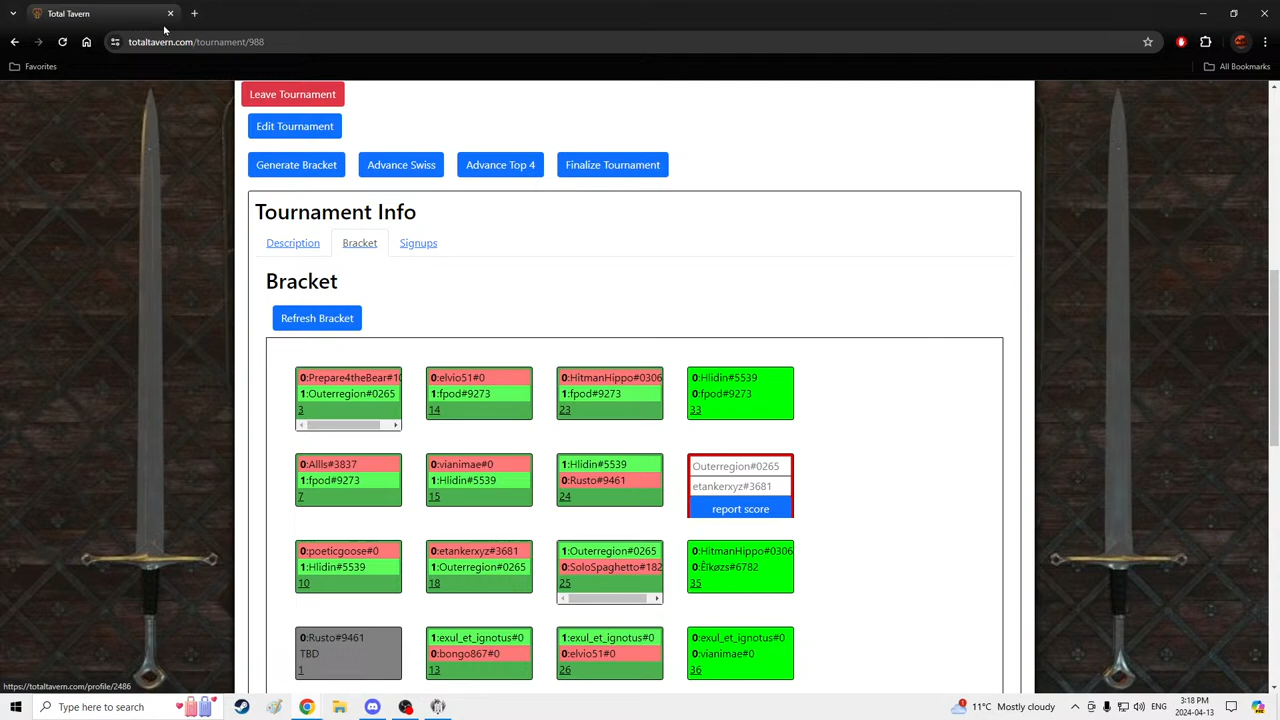 Total Tavern
totaltavern.com/tournament/988
Favorites
All Bookmarks
Leave Tournament
Edit Tournament
Generate Bracket
Advance Swiss
Advance Top 4
Finalize Tournament
Tournament Info
Description
Bracket
Signups
Bracket
Refresh Bracket
0:Prepare4theBear#10
1:Outerregion#0265
3
0:elvio51#0
1:fpod#9273
14
0:HitmanHippo#0306
1:fpod#9273
23
0:Hlidin#5539
0:fpod#9273
33
0:Allls#3837
1:fpod#9273
7
0:vianimae#0
1:Hlidin#5539
15
1:Hlidin#5539
0:Rusto#9461
24
Outerregion#0265
etankerxyz#3681
report score
0:poeticgoose#0
1:Hlidin#5539
10
0:etankerxyz#3681
1:Outerregion#0265
18
1:Outerregion#0265
0:SoloSpaghetto#182
25
0:HitmanHippo#0306
0:Êîkøzs#6782
35
0:Rusto#9461
TBD
1
1:exul_et_ignotus#0
0:bongo867#0
13
1:exul_et_ignotus#0
0:elvio51#0
26
0:exul_et_ignotus#0
0:vianimae#0
36
https://totaltavern.com/profile/2486
Type here to search
1
11°C Mostly cloudy
3:18 PM
2024-04-13